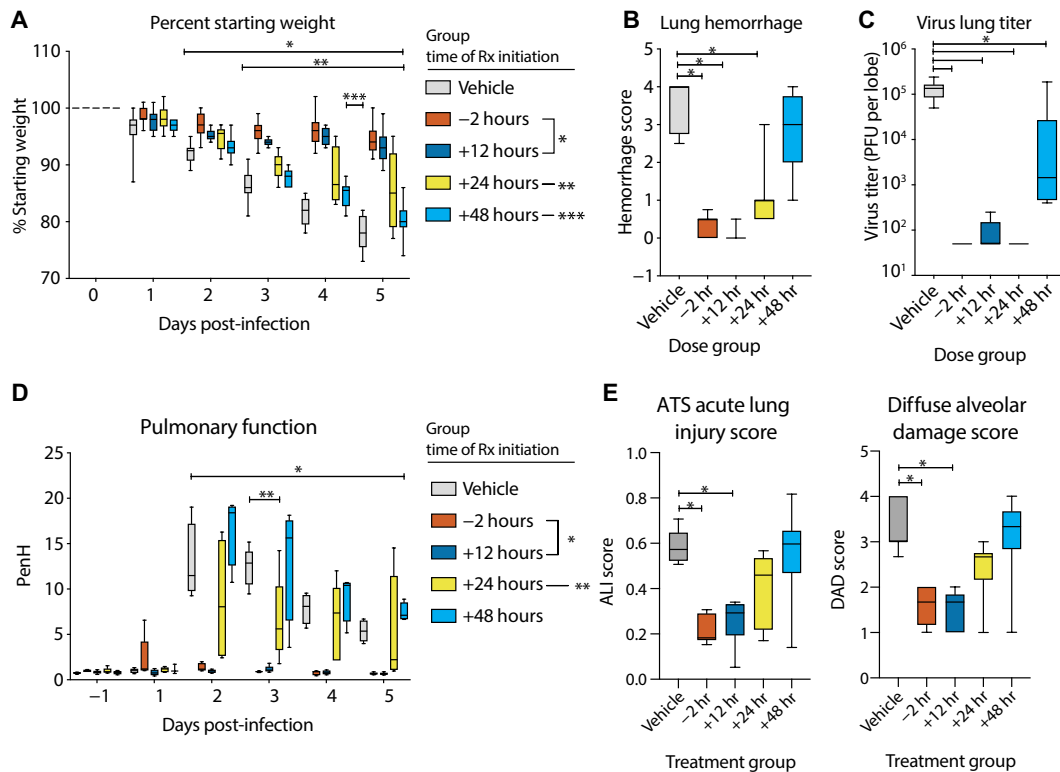 A
Percent starting weight
% Starting weight
110
100
90
80
70
*
**
***
0 1 2 3 4 5
Days post-infection
Group
time of Rx initiation
Vehicle
−2 hours
+12 hours
*
+24 hours **
+48 hours ***
B
Lung hemorrhage
Hemorrhage score
5
4
3
2
1
0
−1
*
*
*
Vehicle
−2 hr
+12 hr
+24 hr
+48 hr
Dose group
C
Virus lung titer
Virus titer (PFU per lobe)
10⁶
10⁵
10⁴
10³
10²
10¹
*
*
*
*
Vehicle
−2 hr
+12 hr
+24 hr
+48 hr
Dose group
D
Pulmonary function
PenH
25
20
15
10
5
0
*
**
−1 1 2 3 4 5
Days post-infection
Group
time of Rx initiation
Vehicle
−2 hours
+12 hours
*
+24 hours **
+48 hours
E
ATS acute lung
injury score
ALI score
1.0
0.8
0.6
0.4
0.2
0.0
*
*
Vehicle
−2 hr
+12 hr
+24 hr
+48 hr
Treatment group
Diffuse alveolar
damage score
DAD score
5
4
3
2
1
0
*
*
Vehicle
−2 hr
+12 hr
+24 hr
+48 hr
Treatment group